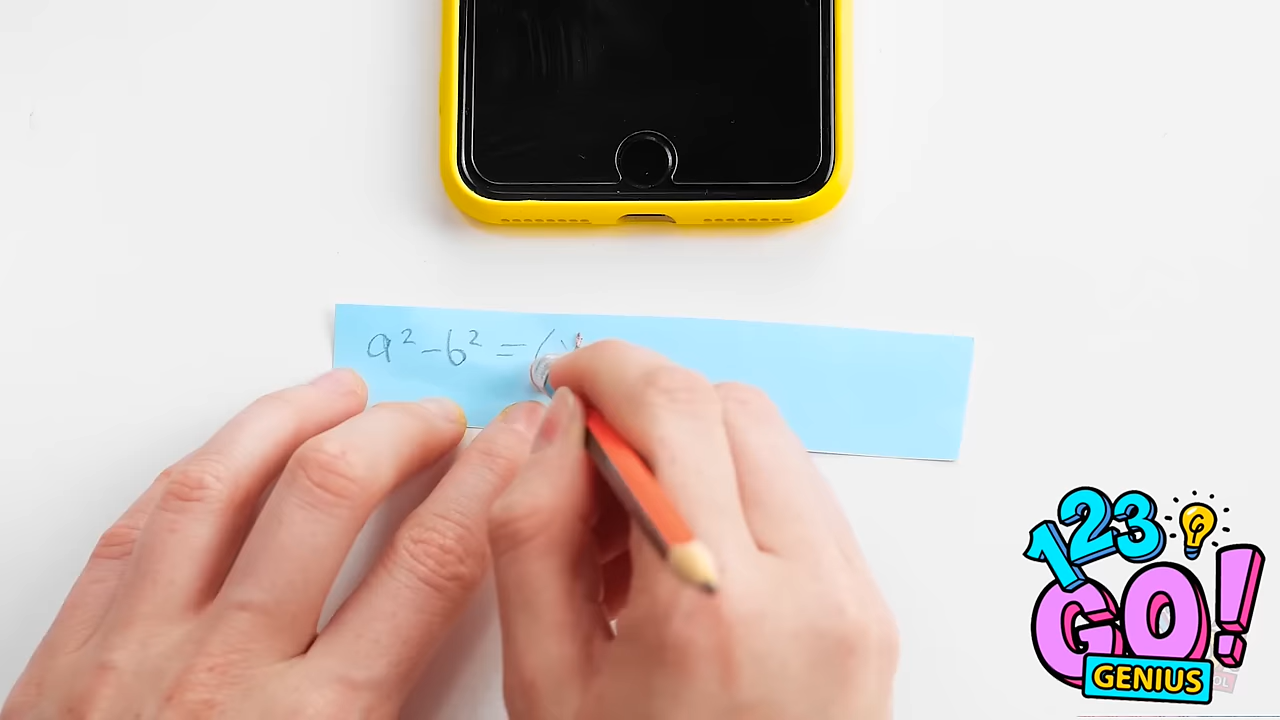 a² - b² = (
123
GO!
GENIUS